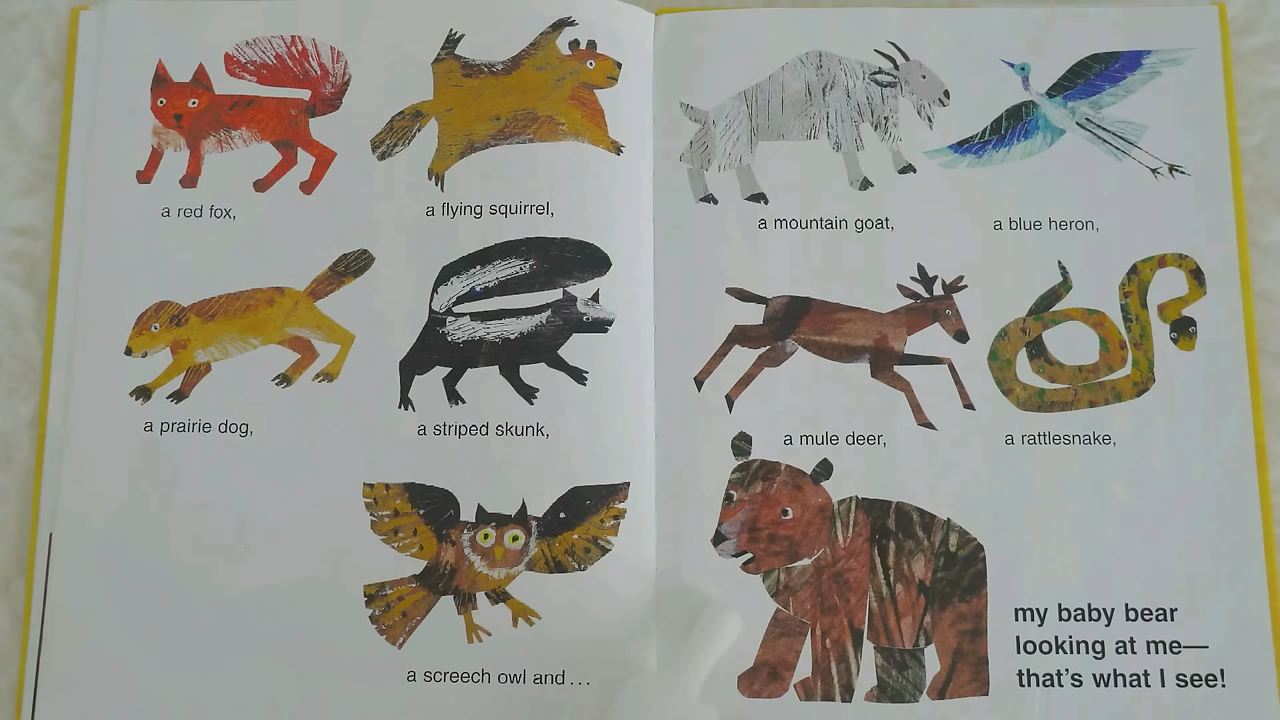 a red fox,
a flying squirrel,
a prairie dog,
a striped skunk,
a screech owl and...
a mountain goat,
a blue heron,
a mule deer,
a rattlesnake,
my baby bear
looking at me—
that's what I see!